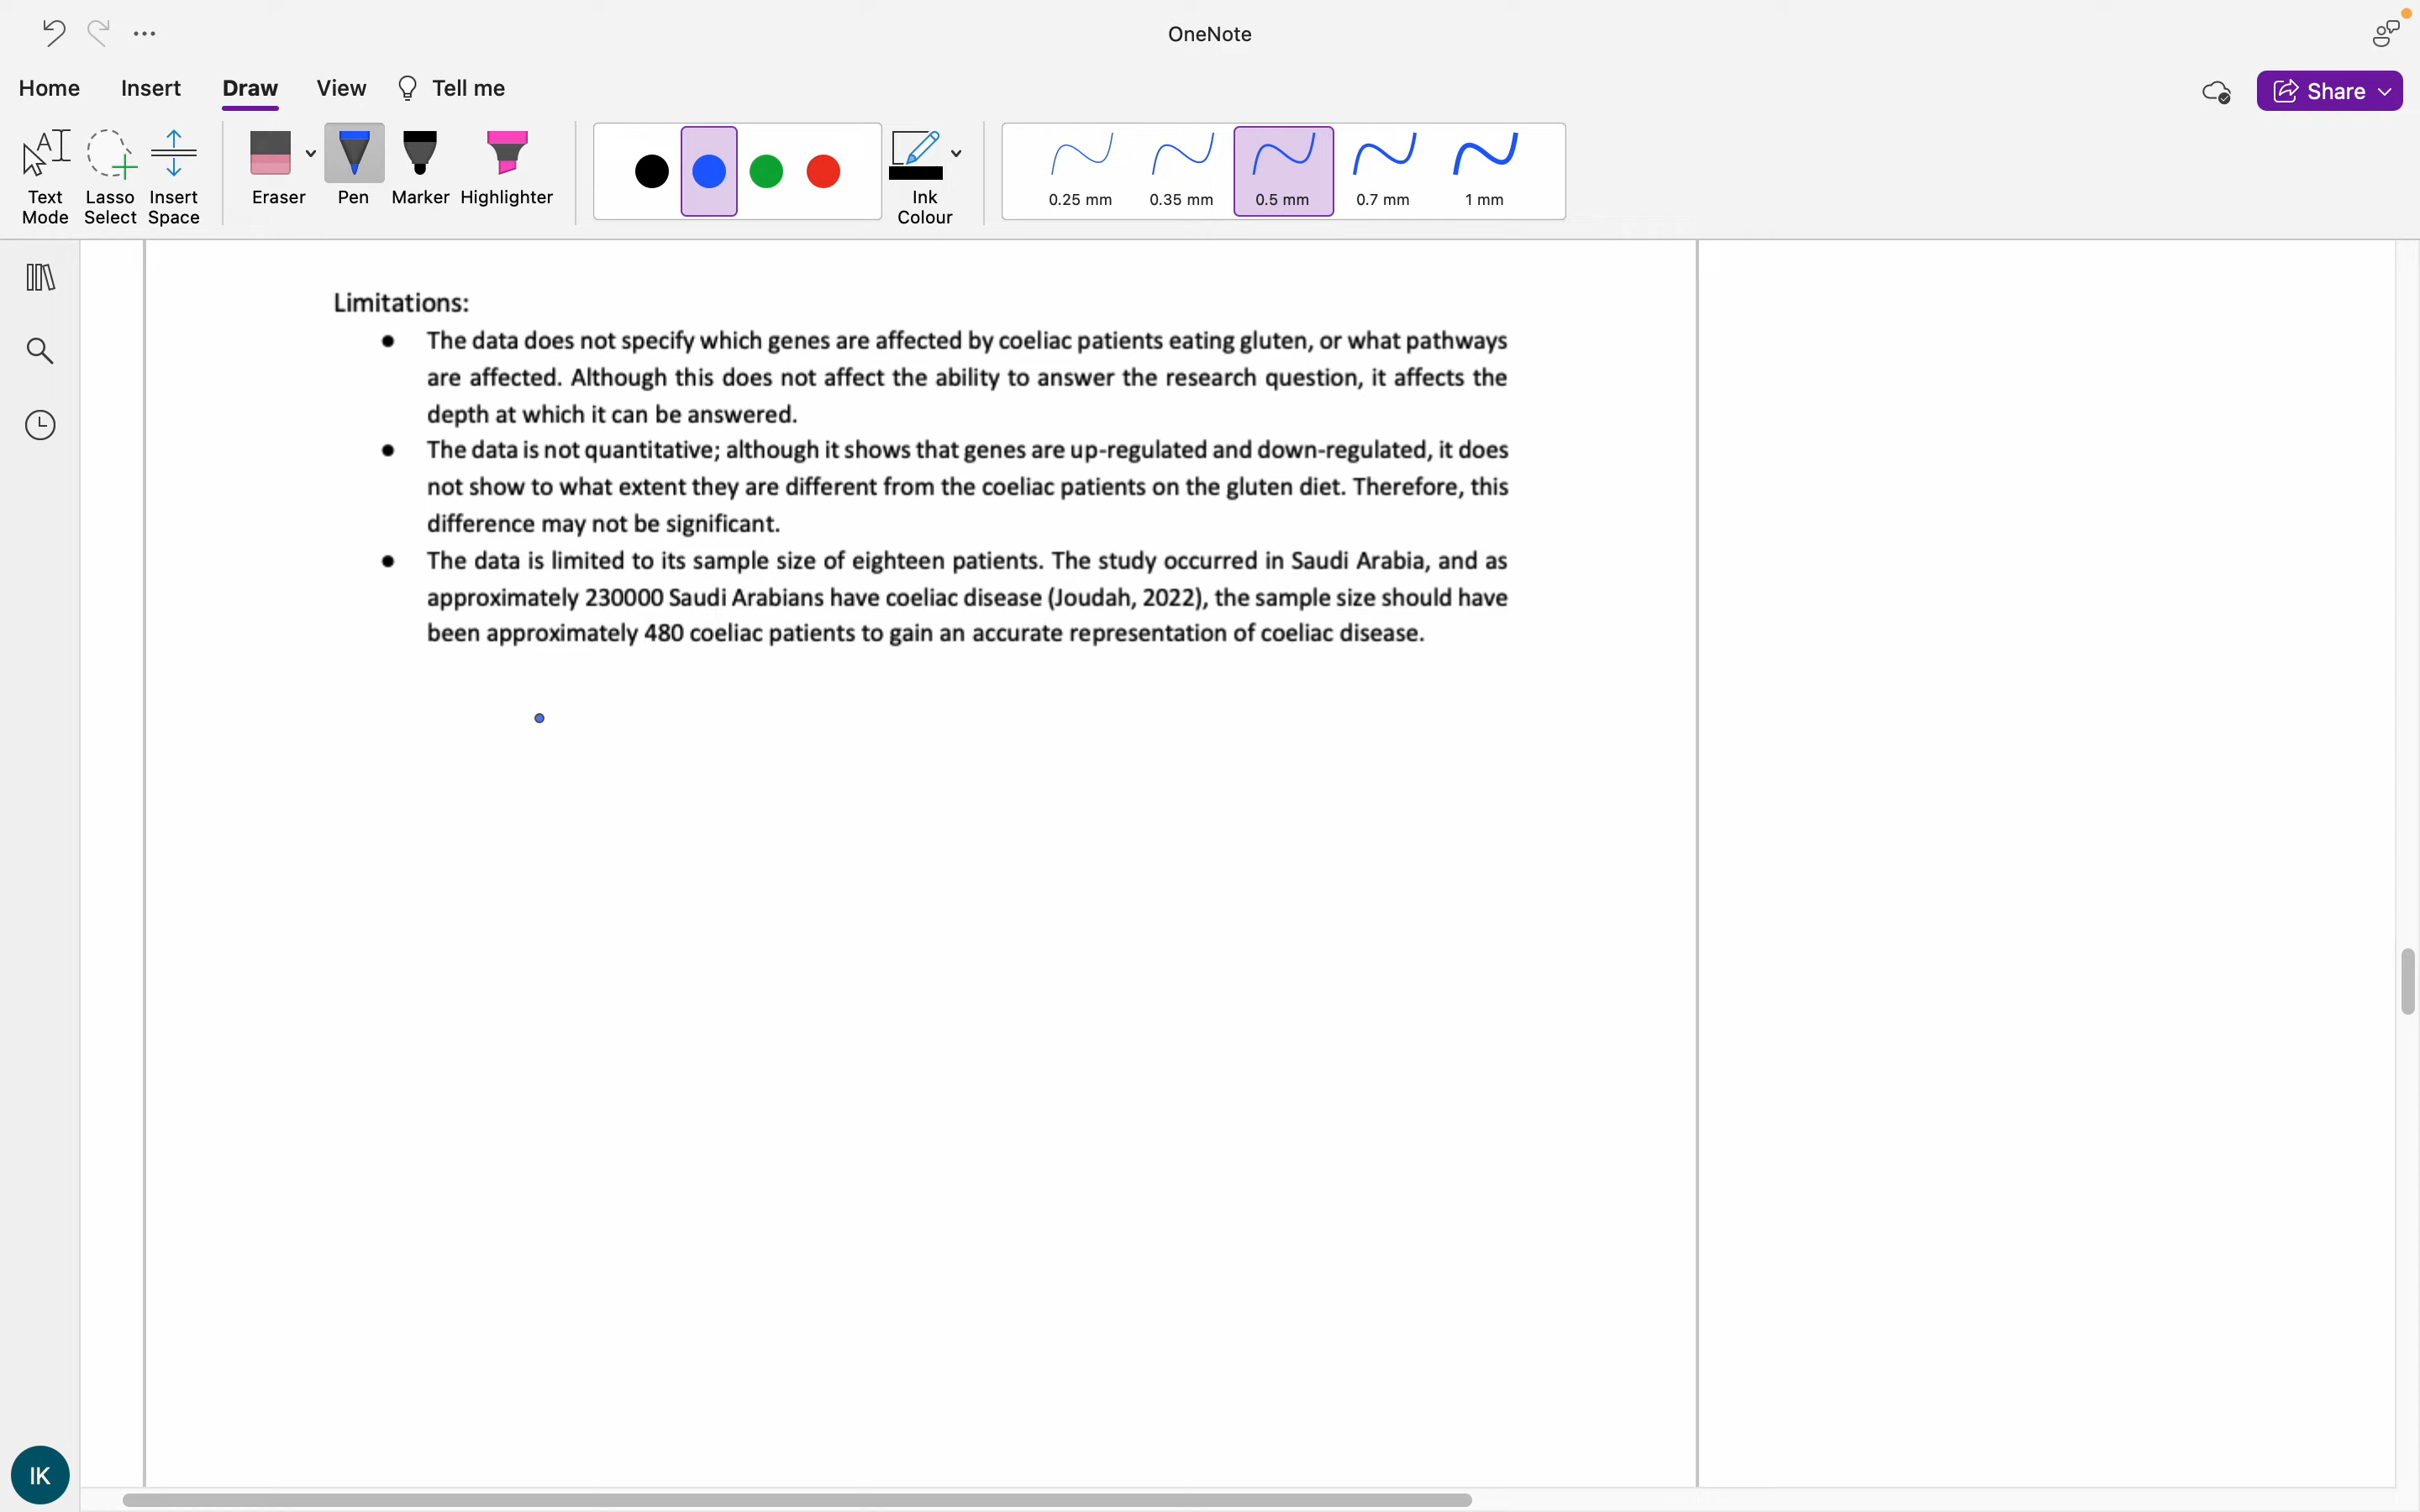 OneNote
Home Insert Draw View Tell me
Share
Text Mode
Lasso Select
Insert Space
Eraser
Pen
Marker
Highlighter
Ink Colour
0.25 mm
0.35 mm
0.5 mm
0.7 mm
1 mm
Limitations:
● The data does not specify which genes are affected by coeliac patients eating gluten, or what pathways
are affected. Although this does not affect the ability to answer the research question, it affects the
depth at which it can be answered.
● The data is not quantitative; although it shows that genes are up-regulated and down-regulated, it does
not show to what extent they are different from the coeliac patients on the gluten diet. Therefore, this
difference may not be significant.
● The data is limited to its sample size of eighteen patients. The study occurred in Saudi Arabia, and as
approximately 230000 Saudi Arabians have coeliac disease (Joudah, 2022), the sample size should have
been approximately 480 coeliac patients to gain an accurate representation of coeliac disease.
IK